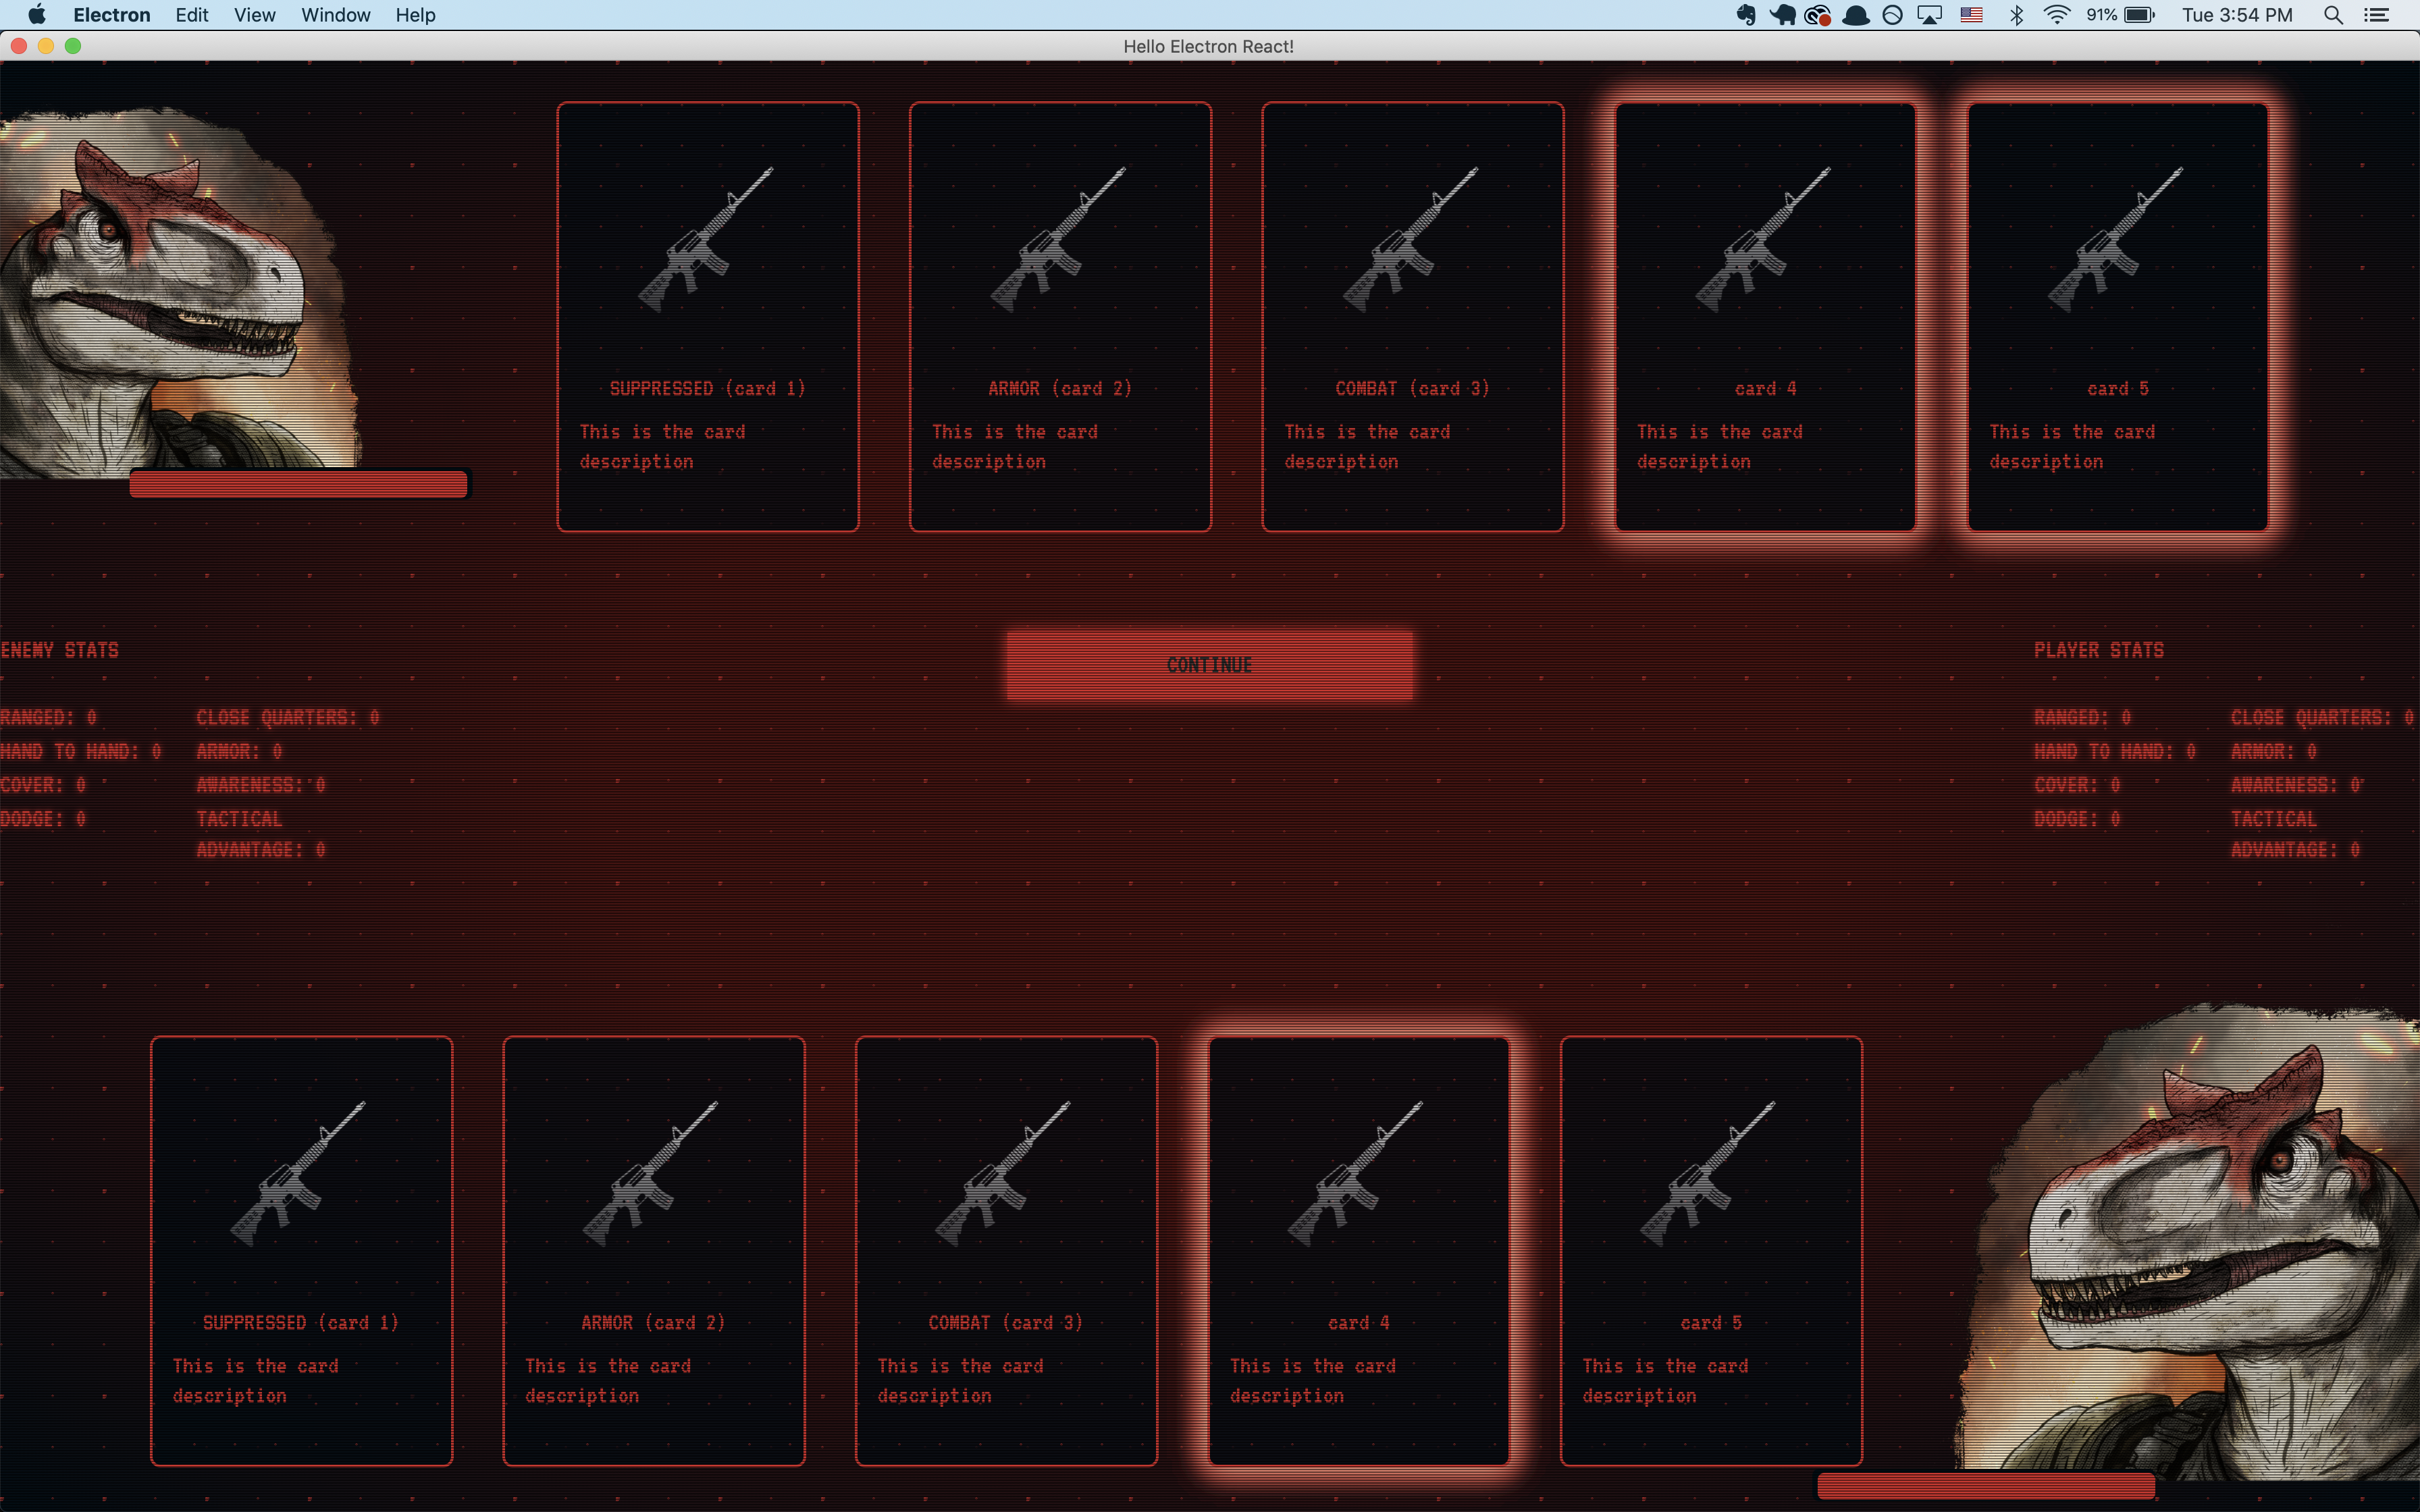 Electron Edit View Window Help 91% Tue 3:54 PM
Hello Electron React!
SUPPRESSED (card 1)
This is the card
description
ARMOR (card 2)
This is the card
description
COMBAT (card 3)
This is the card
description
card 4
This is the card
description
card 5
This is the card
description
ENEMY STATS
RANGED: 0 CLOSE QUARTERS: 0
HAND TO HAND: 0 ARMOR: 0
COVER: 0 AWARENESS: 0
DODGE: 0 TACTICAL
ADVANTAGE: 0
CONTINUE
PLAYER STATS
RANGED: 0 CLOSE QUARTERS: 0
HAND TO HAND: 0 ARMOR: 0
COVER: 0 AWARENESS: 0
DODGE: 0 TACTICAL
ADVANTAGE: 0
SUPPRESSED (card 1)
This is the card
description
ARMOR (card 2)
This is the card
description
COMBAT (card 3)
This is the card
description
card 4
This is the card
description
card 5
This is the card
description